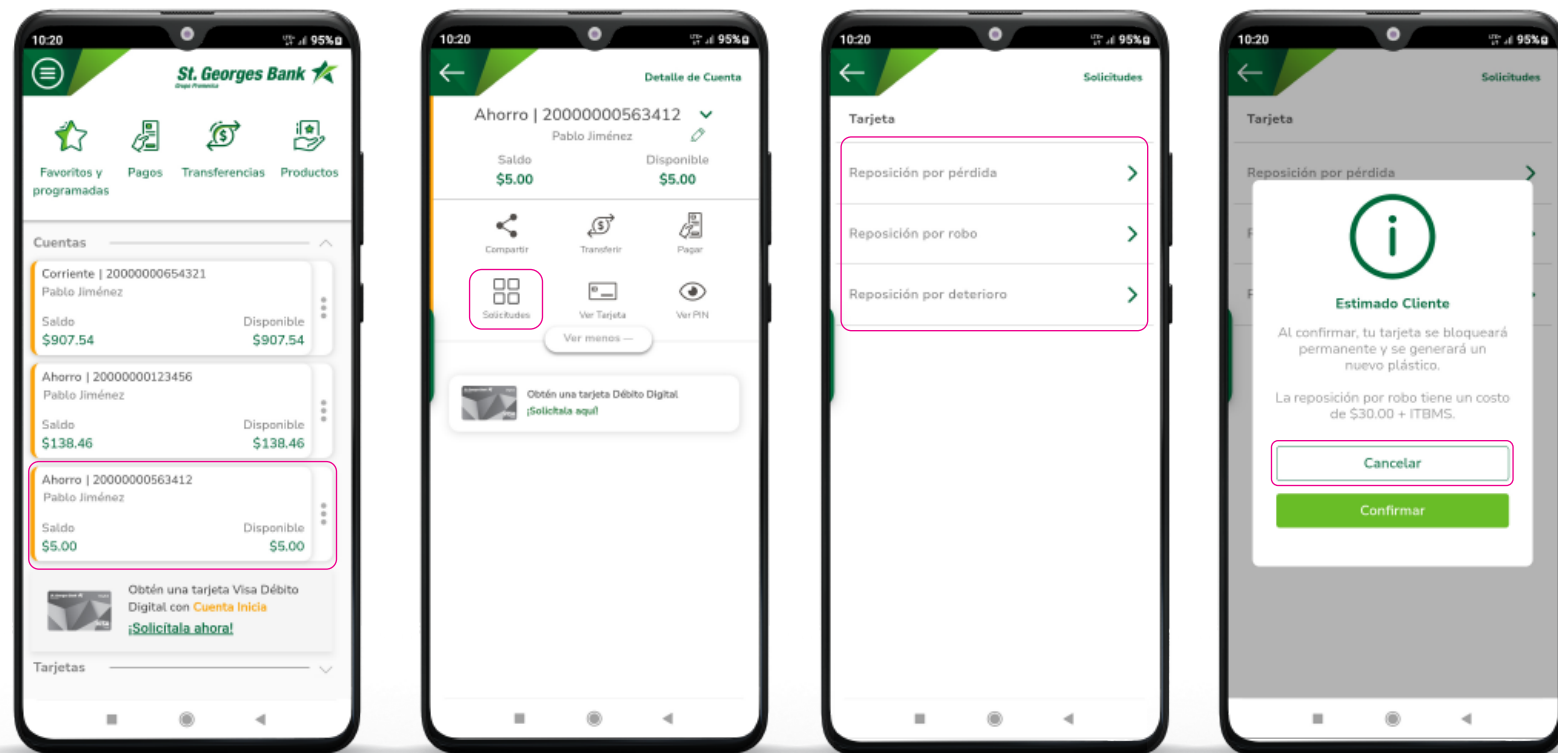 10:20
95%
St. Georges Bank
Grupo Promerica
Favoritos y
programadas
Pagos
Transferencias
Productos
Cuentas
Corriente | 20000000654321
Pablo Jiménez
Saldo
Disponible
$907.54
$907.54
Ahorro | 20000000123456
Pablo Jiménez
Saldo
Disponible
$138.46
$138.46
Ahorro | 20000000563412
Pablo Jiménez
Saldo
Disponible
$5.00
$5.00
Obtén una tarjeta Visa Débito
Digital con Cuenta Inicia
¡Solicítala ahora!
Tarjetas
10:20
95%
Detalle de Cuenta
Ahorro | 20000000563412
Pablo Jiménez
Saldo
Disponible
$5.00
$5.00
Compartir
Transferir
Pagar
Solicitudes
Ver Tarjeta
Ver PIN
Ver menos —
Obtén una tarjeta Débito Digital
¡Solicítala aquí!
10:20
95%
Solicitudes
Tarjeta
Reposición por pérdida
Reposición por robo
Reposición por deterioro
10:20
95%
Solicitudes
Tarjeta
Reposición por pérdida
Estimado Cliente
Al confirmar, tu tarjeta se bloqueará
permanente y se generará un
nuevo plástico.
La reposición por robo tiene un costo
de $30.00 + ITBMS.
Cancelar
Confirmar